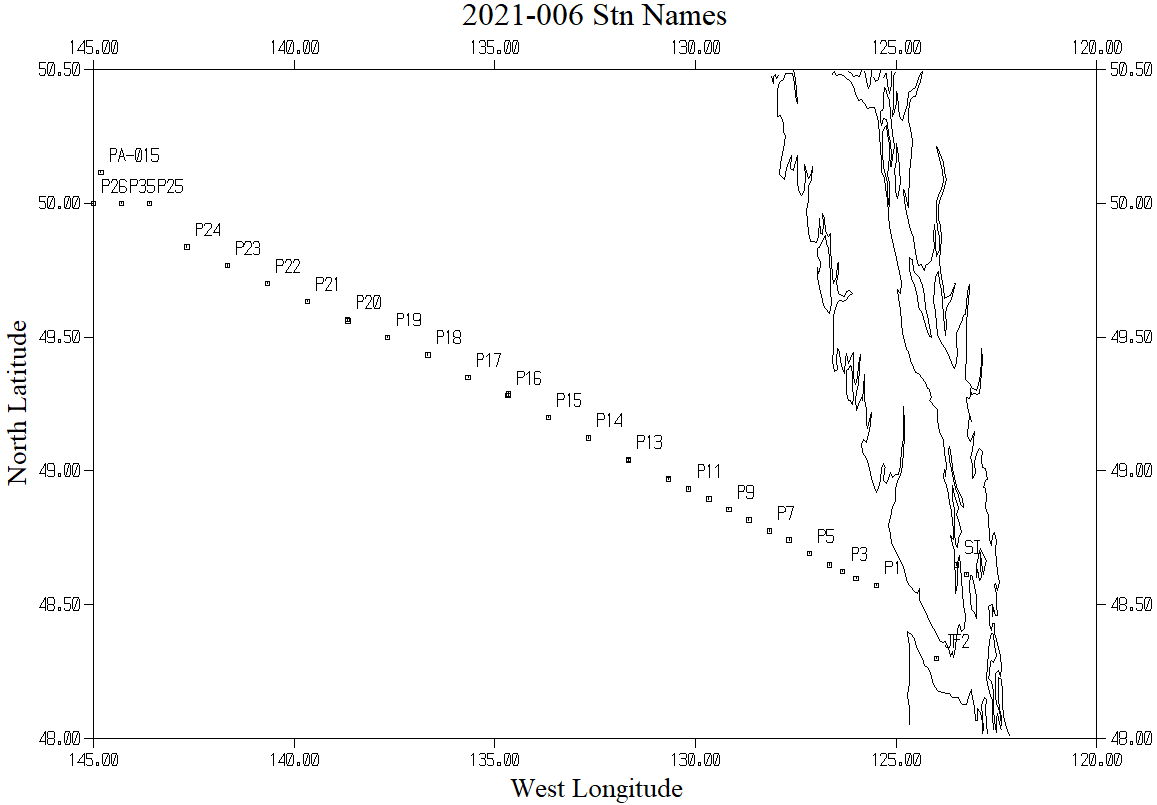 2021-006 Stn Names
145.00 140.00 135.00 130.00 125.00 120.00
50.50 50.50
PA-015
P26 P35 P25
50.00 50.00
P24
P23
P22
P21
P20
P19
49.50 49.50
P18
P17
P16
P15
P14
P13
49.00 49.00
P11
P9
P7
P5
SI
P3
P1
48.50 48.50
JF2
48.00 48.00
145.00 140.00 135.00 130.00 125.00 120.00
West Longitude
North Latitude